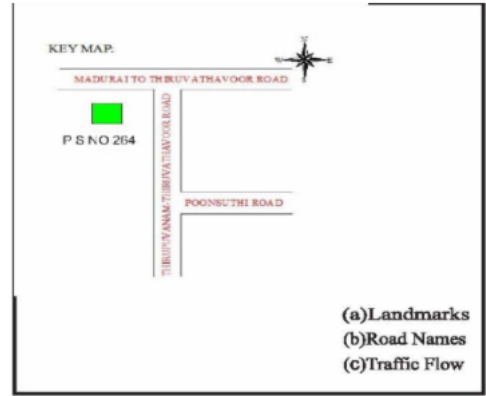 KEY MAP:
MADURAI TO THIRUVATHAVOOR ROAD
P S NO 264
THIRUPUVANAM-THIRUVATHAVOOR ROAD
POONSUTHI ROAD
(a)Landmarks
(b)Road Names
(c)Traffic Flow